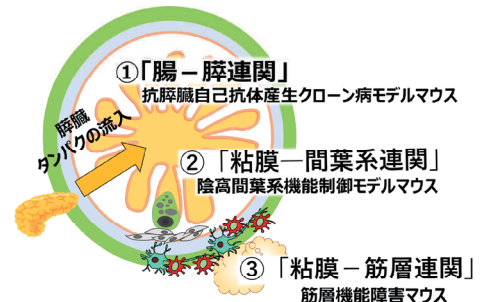 ①「腸－膵連関」
抗膵臓自己抗体産生クローン病モデルマウス
膵臓
タンパクの流入
②「粘膜―間葉系連関」
陰窩間葉系機能制御モデルマウス
③「粘膜－筋層連関」
筋層機能障害マウス